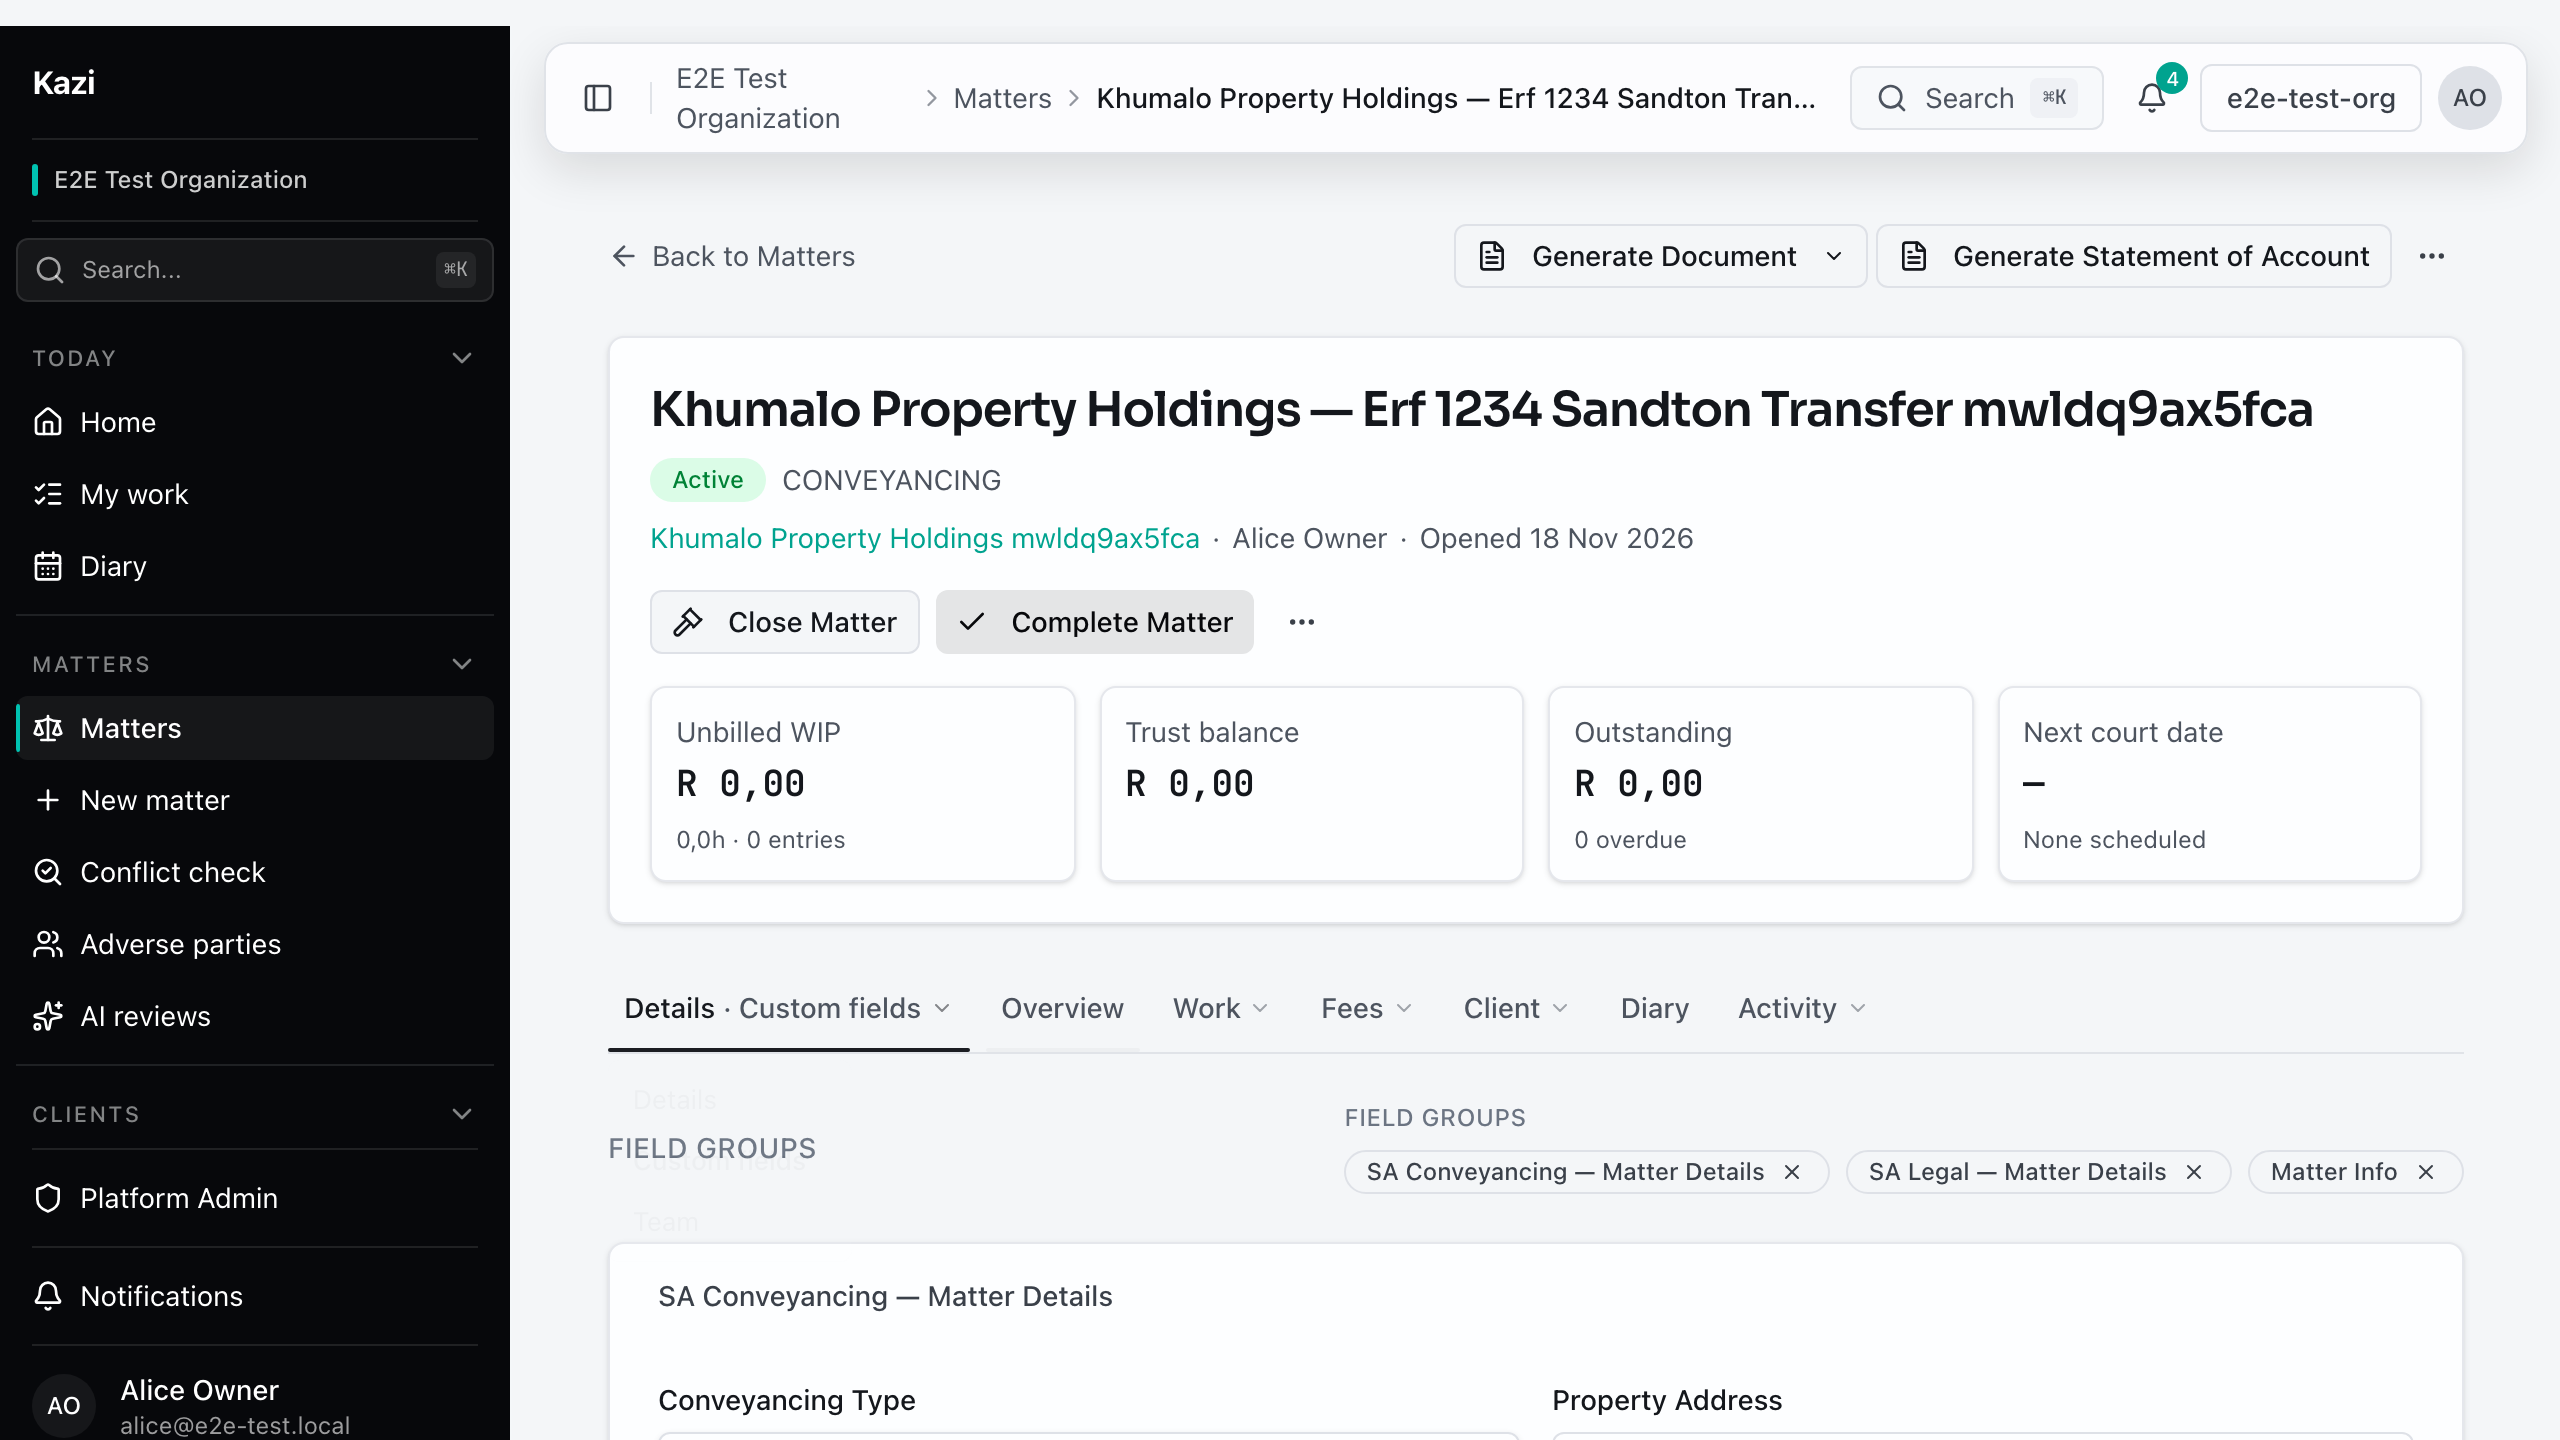 Kazi
E2E Test Organization
Search... ⌘K
TODAY
Home
My work
Diary
MATTERS
Matters
New matter
Conflict check
Adverse parties
AI reviews
CLIENTS
Platform Admin
Notifications
AO
Alice Owner
alice@e2e-test.local
E2E Test
Organization
Matters
Khumalo Property Holdings — Erf 1234 Sandton Tran...
Search ⌘K
4
e2e-test-org
AO
Back to Matters
Generate Document
Generate Statement of Account
Khumalo Property Holdings — Erf 1234 Sandton Transfer mwldq9ax5fca
Active CONVEYANCING
Khumalo Property Holdings mwldq9ax5fca · Alice Owner · Opened 18 Nov 2026
Close Matter
Complete Matter
Unbilled WIP
R 0,00
0,0h · 0 entries
Trust balance
R 0,00
Outstanding
R 0,00
0 overdue
Next court date
—
None scheduled
Details · Custom fields
Overview
Work
Fees
Client
Diary
Activity
Details
FIELD GROUPS
Custom fields
Team
FIELD GROUPS
SA Conveyancing — Matter Details
SA Legal — Matter Details
Matter Info
SA Conveyancing — Matter Details
Conveyancing Type
Property Address